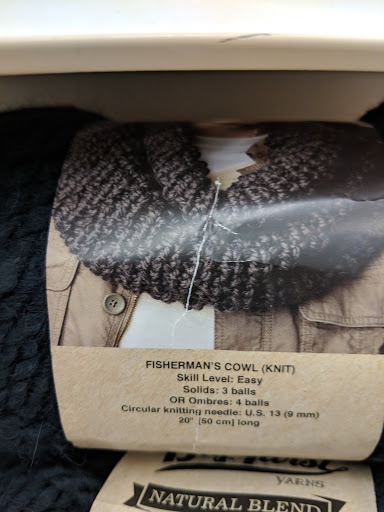 FISHERMAN'S COWL (KNIT)
Skill Level: Easy
Solids: 3 balls
OR Ombres: 4 balls
Circular knitting needle: U.S. 13 (9 mm)
20" [50 cm] long
YARNS
NATURAL BLEND